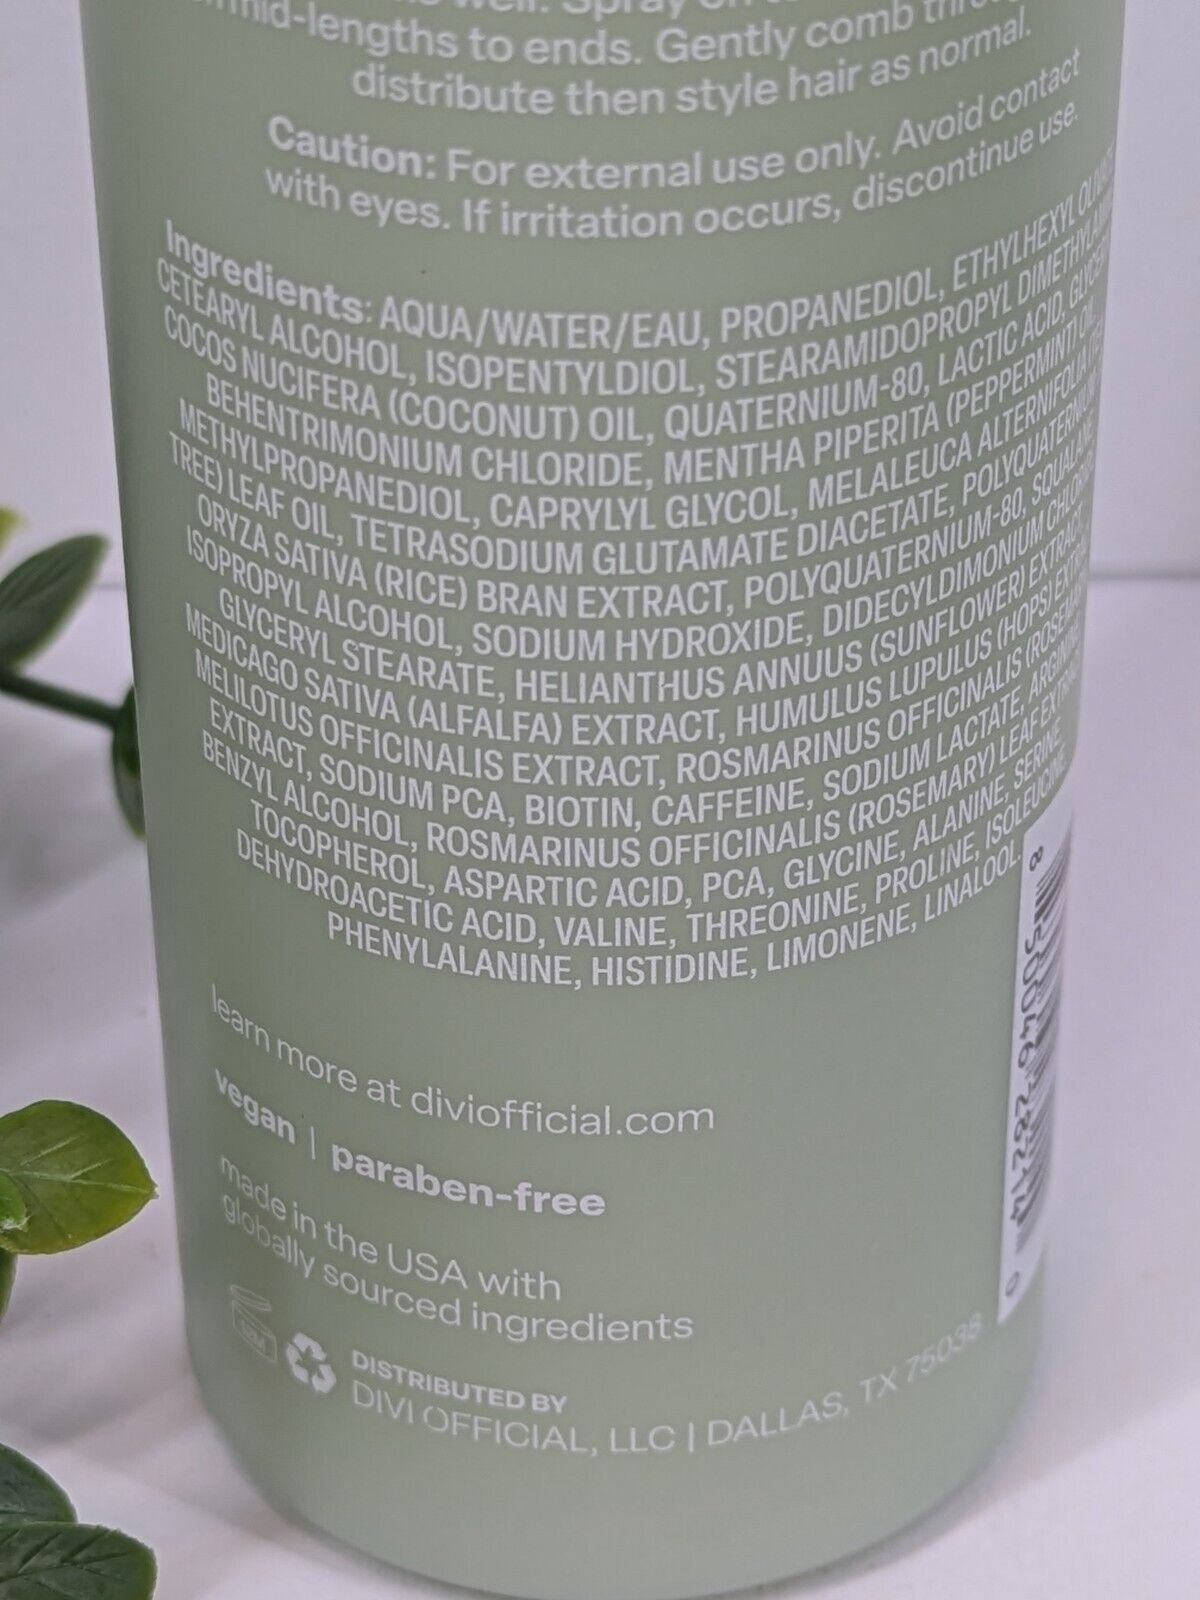 well. Spray on
mid-lengths to ends. Gently comb
distribute then style hair as normal.
Caution: For external use only. Avoid contact
with eyes. If irritation occurs, discontinue use.
Ingredients: AQUA/WATER/EAU, PROPANEDIOL, ETHYLHEXYL
CETEARYL ALCOHOL, ISOPENTYLDIOL, STEARAMIDOPROPYL
COCOS NUCIFERA (COCONUT) OIL, QUATERNIUM-80, LACTIC ACID,
BEHENTRIMONIUM CHLORIDE, MENTHA PIPERITA (PEPPERMINT) OIL,
METHYLPROPANEDIOL, CAPRYLYL GLYCOL, MELALEUCA ALTERNIFOLIA
TREE) LEAF OIL, TETRASODIUM GLUTAMATE DIACETATE,
ORYZA SATIVA (RICE) BRAN EXTRACT, POLYQUATERNIUM-80, SQUALANE,
ISOPROPYL ALCOHOL, SODIUM HYDROXIDE, DIDECYLDIMONIUM
GLYCERYL STEARATE, HELIANTHUS ANNUUS (SUNFLOWER) EXTRACT,
MEDICAGO SATIVA (ALFALFA) EXTRACT, HUMULUS LUPULUS (HOPS)
MELILOTUS OFFICINALIS EXTRACT, ROSMARINUS OFFICINALIS
EXTRACT, SODIUM PCA, BIOTIN, CAFFEINE, SODIUM LACTATE,
BENZYL ALCOHOL, ROSMARINUS OFFICINALIS (ROSEMARY) LEAF
TOCOPHEROL, ASPARTIC ACID, PCA, GLYCINE, ALANINE, SERINE,
DEHYDROACETIC ACID, VALINE, THREONINE, PROLINE, ISOLEUCINE,
PHENYLALANINE, HISTIDINE, LIMONENE, LINALOOL.
learn more at diviofficial.com
vegan | paraben-free
made in the USA with
globally sourced ingredients
12M
DISTRIBUTED BY
DIVI OFFICIAL, LLC | DALLAS, TX 75038